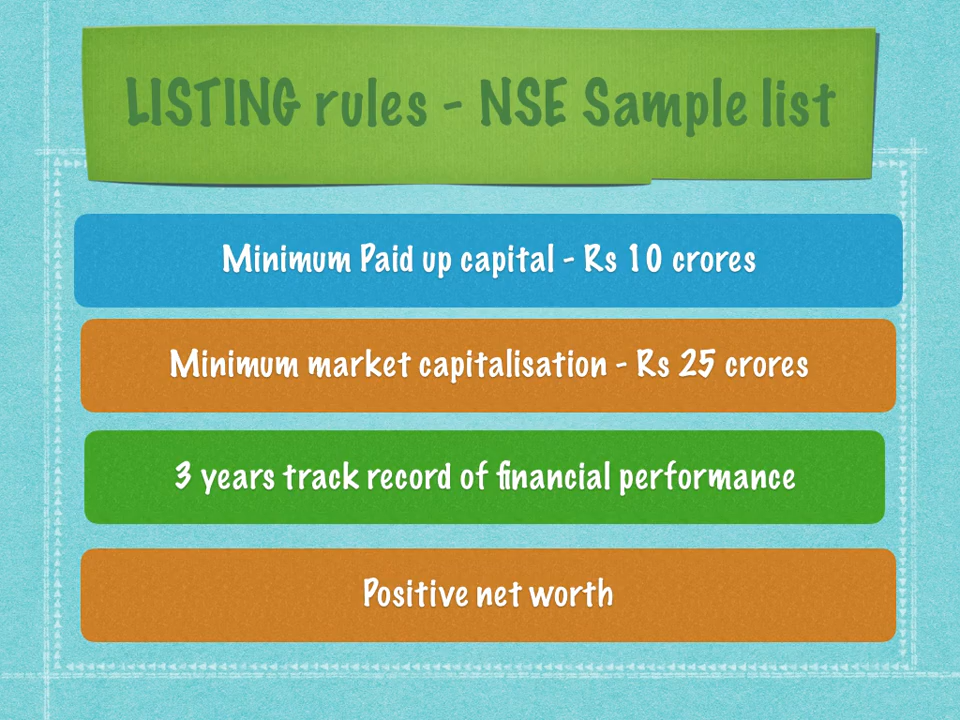 LISTING rules - NSE Sample list
Minimum Paid up capital - Rs 10 crores
Minimum market capitalisation - Rs 25 crores
3 years track record of financial performance
Positive net worth